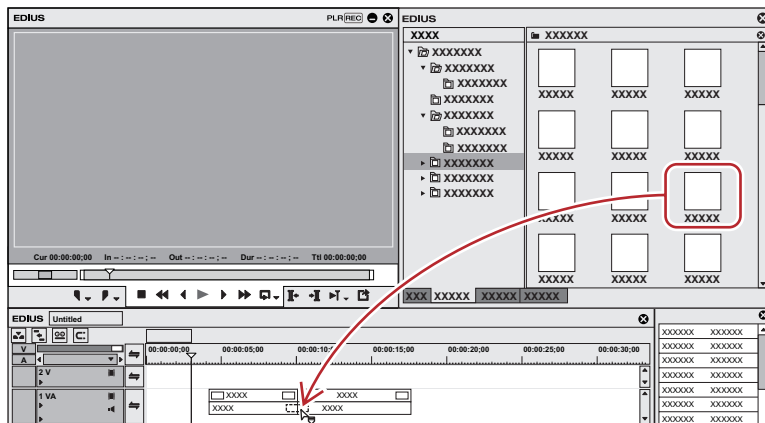 EDIUS PLR REC
Cur 00:00:00;00 In --:--:--;-- Out --:--:--;-- Dur --:--:--;-- Ttl 00:00:00;00
EDIUS
XXXX
XXXXXXX
XXXXXXX
XXXXXXX
XXXXXXX
XXXXXXX
XXXXXXX
XXXXXXX
XXXXXXX
XXXXXXX
XXXXXXX
XXXXXX
XXXXX XXXXX XXXXX
XXXXX XXXXX XXXXX
XXXXX XXXXX XXXXX
XXXXX XXXXX XXXXX
XXX XXXXX XXXXX XXXXX
EDIUS Untitled
V
A
00:00:00;00 00:00:05;00 00:00:10;00 00:00:15;00 00:00:20;00 00:00:25;00 00:00:30;00
2 V
1 VA
XXXX XXXX
XXXX XXXX
XXXXXX XXXXXX
XXXXXX XXXXXX
XXXXXX XXXXXX
XXXXXX XXXXXX
XXXXXX XXXXXX
XXXXXX XXXXXX
XXXXXX XXXXXX